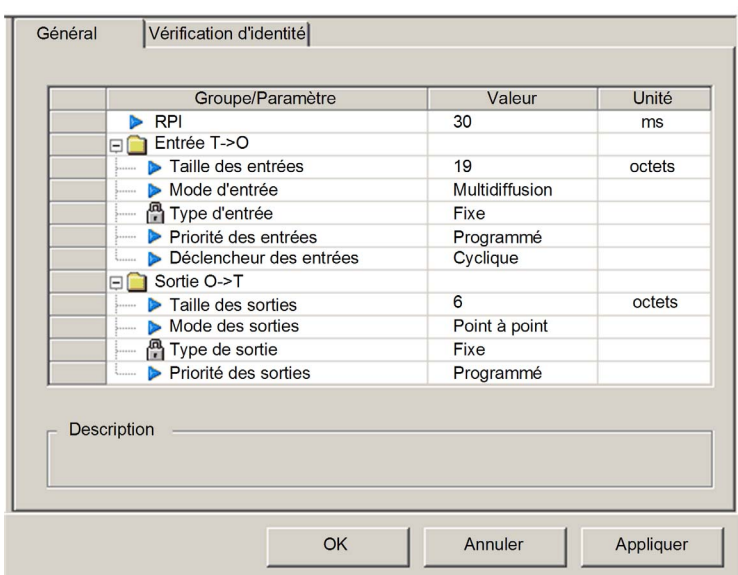 Général Vérification d'identité
Groupe/Paramètre Valeur Unité
RPI 30 ms
Entrée T->O
Taille des entrées 19 octets
Mode d'entrée Multidiffusion
Type d'entrée Fixe
Priorité des entrées Programmé
Déclencheur des entrées Cyclique
Sortie O->T
Taille des sorties 6 octets
Mode des sorties Point à point
Type de sortie Fixe
Priorité des sorties Programmé
Description
OK Annuler Appliquer